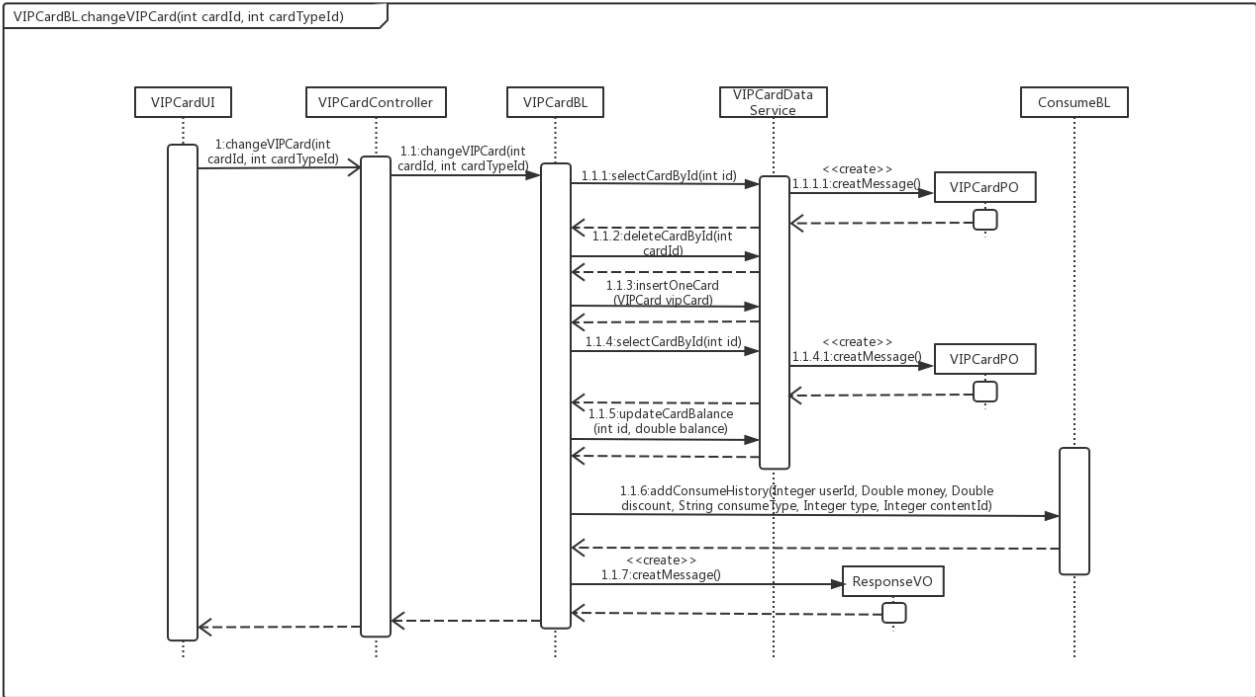 VIPCardBL.changeVIPCard(int cardId, int cardTypeId)
VIPCardUI
VIPCardController
VIPCardBL
VIPCardData
Service
ConsumeBL
1:changeVIPCard(int
cardId, int cardTypeId)
1.1:changeVIPCard(int
cardId, int cardTypeId)
1.1.1:selectCardById(int id)
<<create>>
1.1.1.1:creatMessage()
VIPCardPO
1.1.2:deleteCardById(int
cardId)
1.1.3:insertOneCard
(VIPCard vipCard)
1.1.4:selectCardById(int id)
<<create>>
1.1.4.1:creatMessage()
VIPCardPO
1.1.5:updateCardBalance
(int id, double balance)
1.1.6:addConsumeHistory(Integer userId, Double money, Double
discount, String consumeType, Integer type, Integer contentId)
<<create>>
1.1.7:creatMessage()
ResponseVO